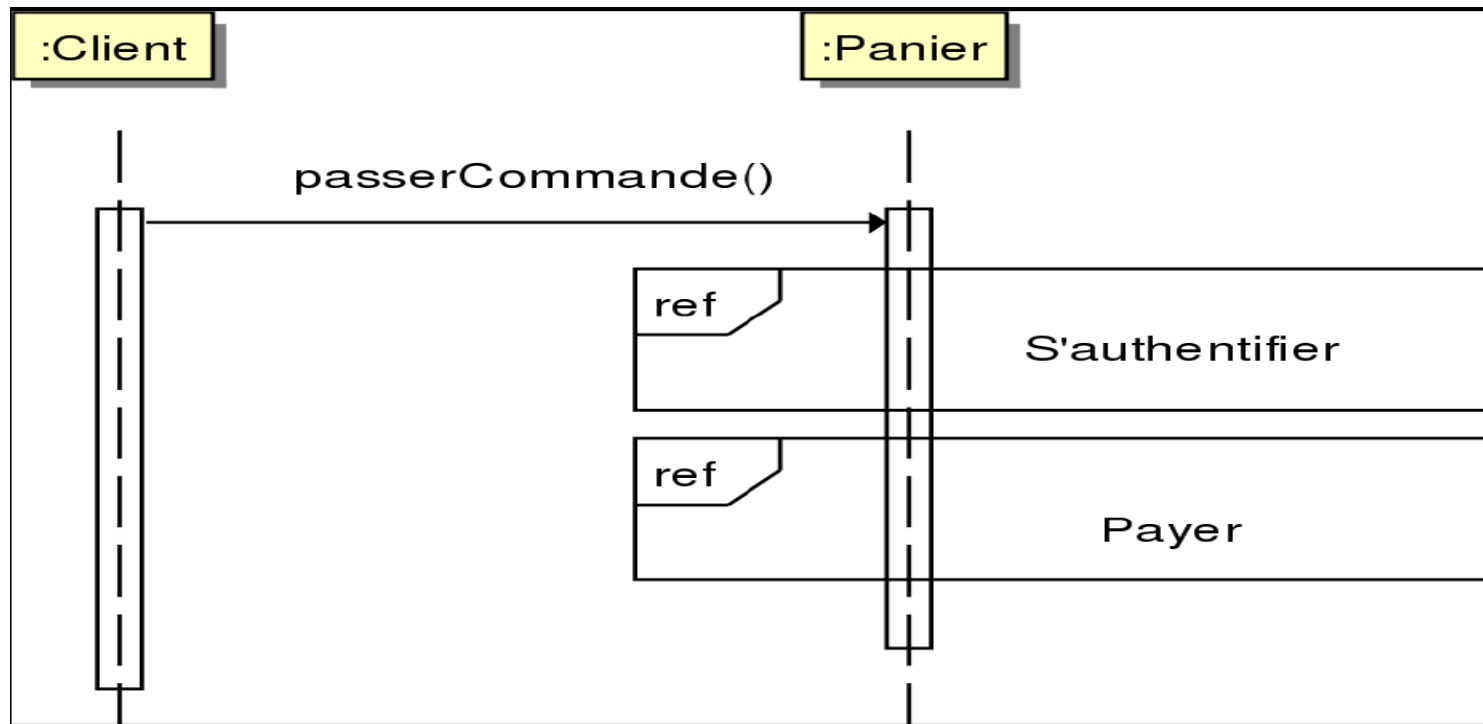 :Client
:Panier
passerCommande()
ref
S'authentifier
ref
Payer